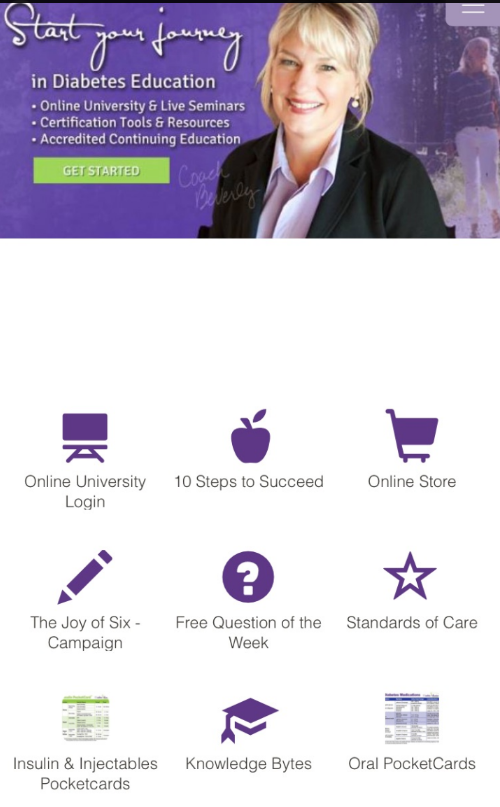 Start your journey
in Diabetes Education
• Online University & Live Seminars
• Certification Tools & Resources
• Accredited Continuing Education
GET STARTED
Coach
Beverly
Online University
Login
10 Steps to Succeed
Online Store
The Joy of Six -
Campaign
?
Free Question of the
Week
Standards of Care
Insulin & Injectables
Pocketcards
Knowledge Bytes
Oral PocketCards